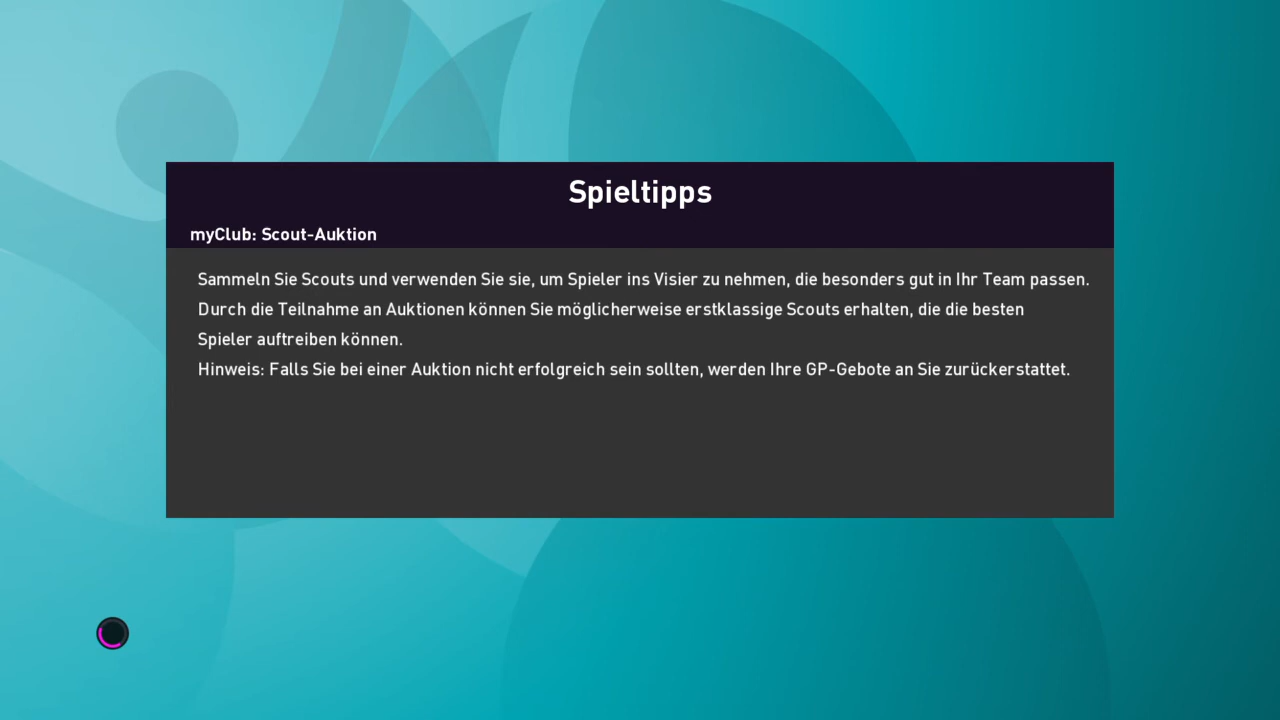 Spieltipps
myClub: Scout-Auktion
Sammeln Sie Scouts und verwenden Sie sie, um Spieler ins Visier zu nehmen, die besonders gut in Ihr Team passen.
Durch die Teilnahme an Auktionen können Sie möglicherweise erstklassige Scouts erhalten, die die besten
Spieler auftreiben können.
Hinweis: Falls Sie bei einer Auktion nicht erfolgreich sein sollten, werden Ihre GP-Gebote an Sie zurückerstattet.